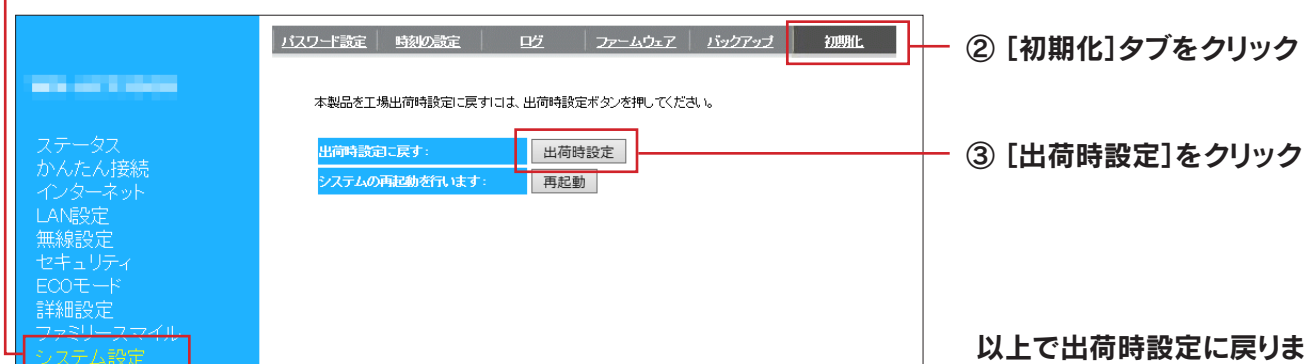 パスワード設定 時刻の設定 ログ ファームウェア バックアップ 初期化
② [初期化]タブをクリック
本製品を工場出荷時設定に戻すには、出荷時設定ボタンを押してください。
出荷時設定に戻す： 出荷時設定
③ [出荷時設定]をクリック
システムの再起動を行います： 再起動
ステータス
かんたん接続
インターネット
LAN設定
無線設定
セキュリティ
ECOモード
詳細設定
ファミリースマイル
システム設定
以上で出荷時設定に戻りま